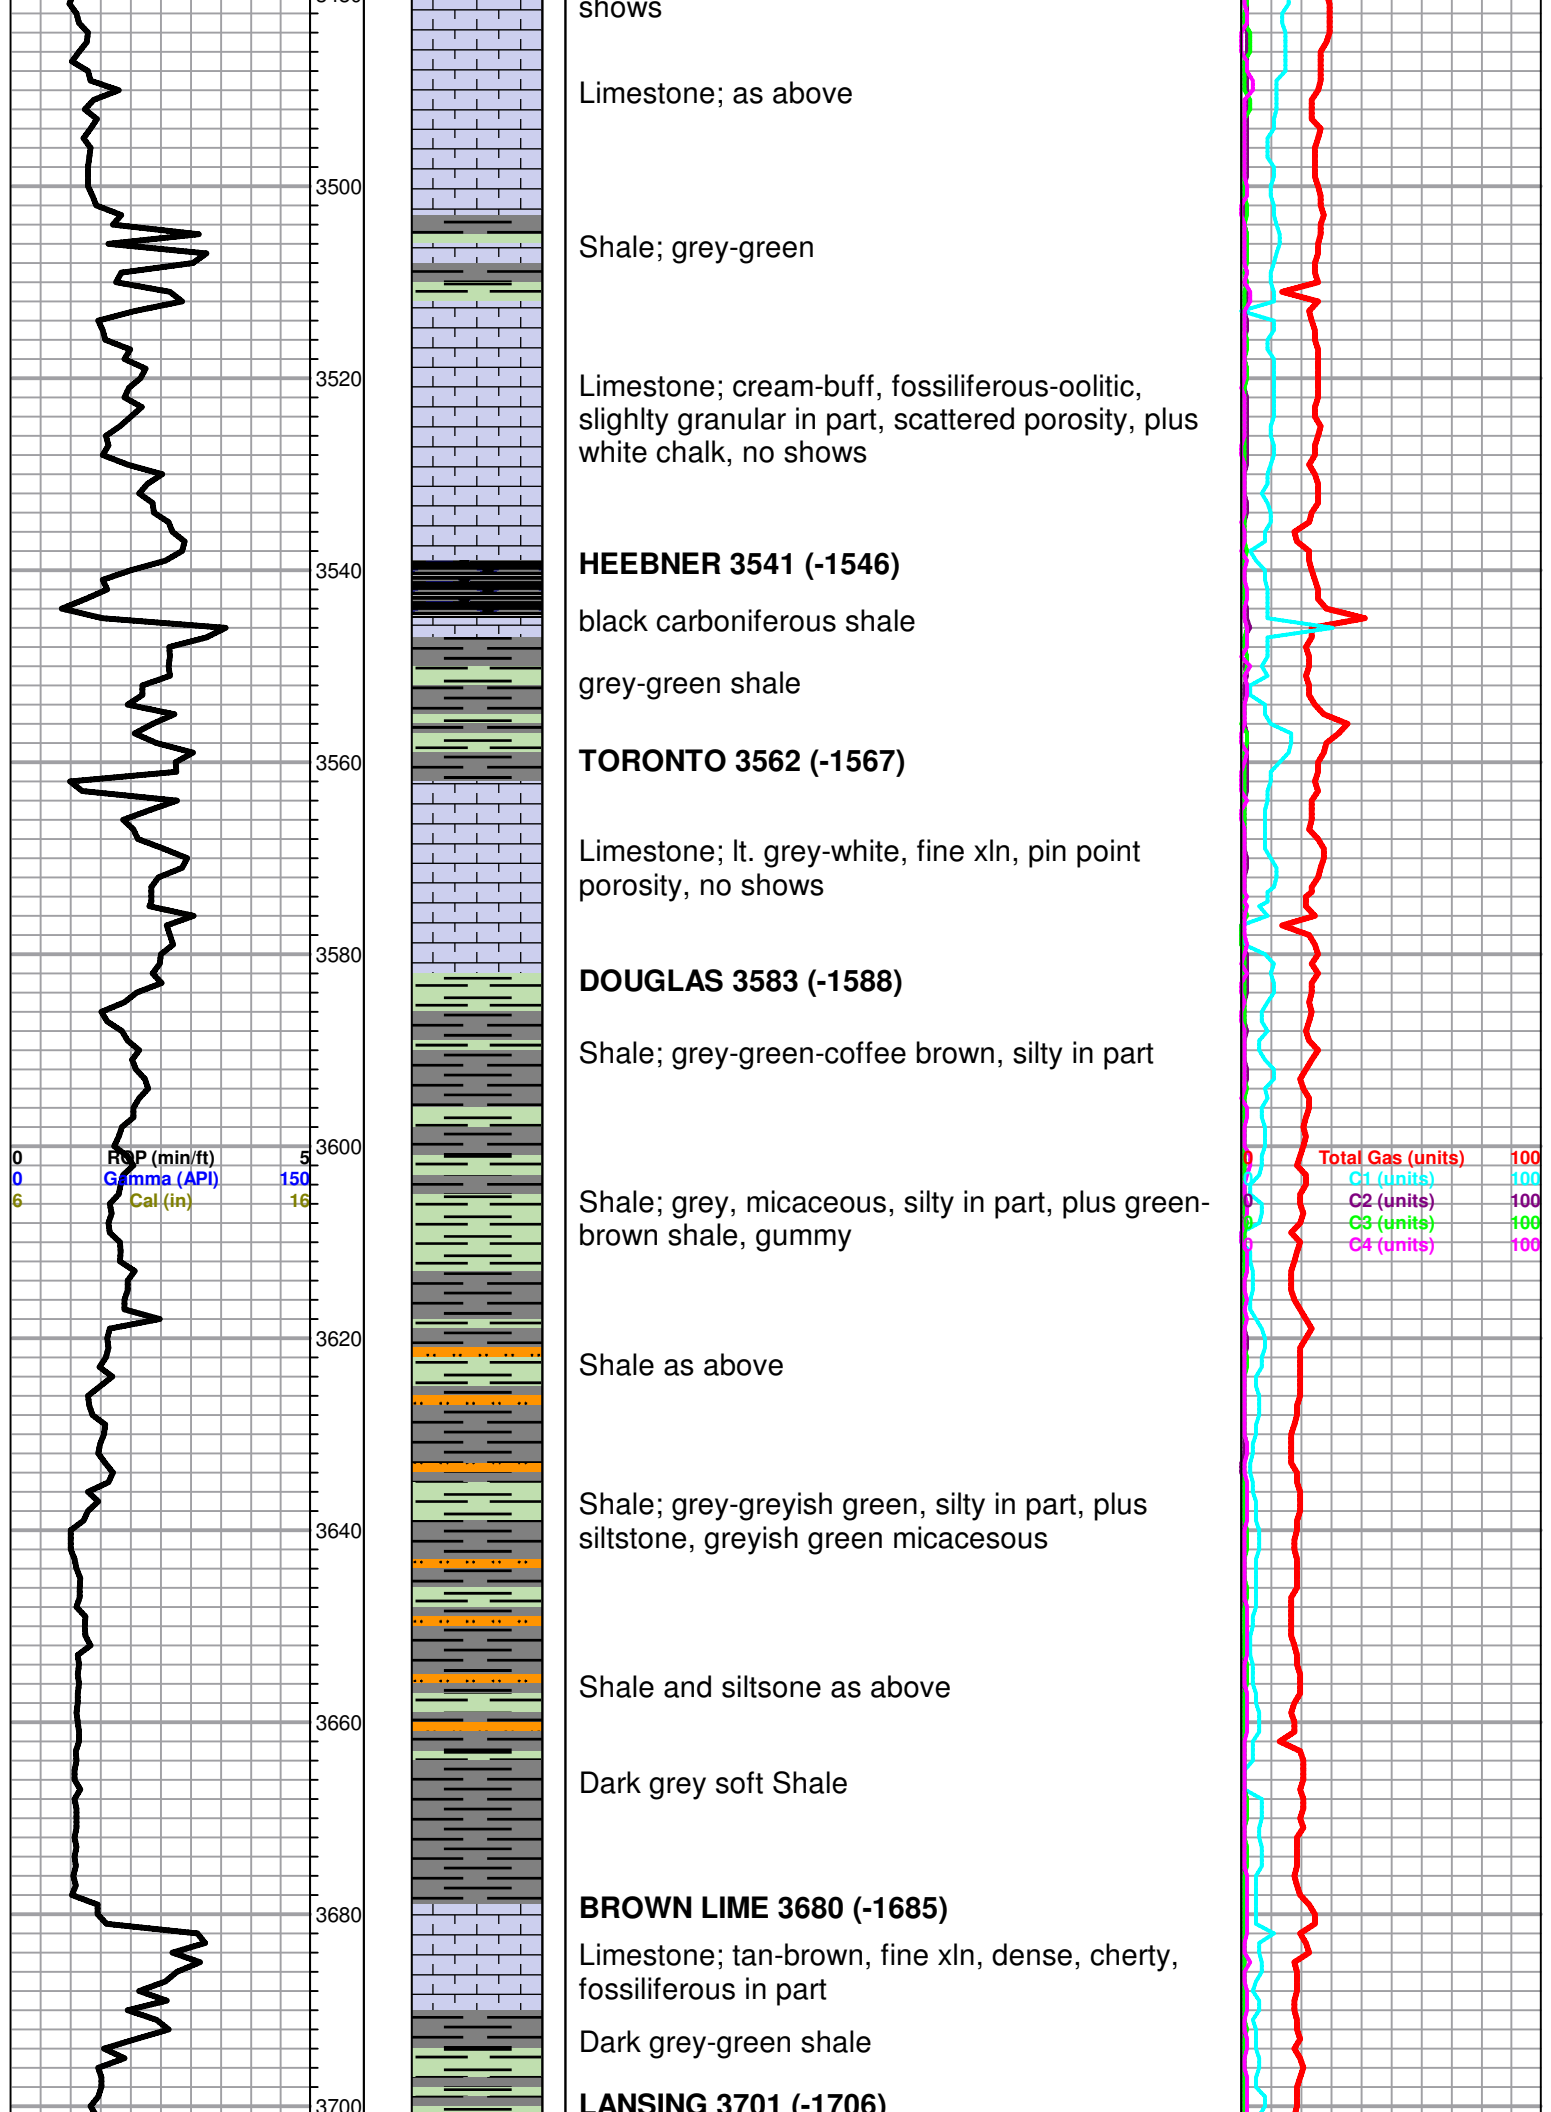 shows
Limestone; as above
3500
Shale; grey-green
3520
Limestone; cream-buff, fossiliferous-oolitic,
slighlty granular in part, scattered porosity, plus
white chalk, no shows
3540
HEEBNER 3541 (-1546)
black carboniferous shale
grey-green shale
3560
TORONTO 3562 (-1567)
Limestone; lt. grey-white, fine xln, pin point
porosity, no shows
3580
DOUGLAS 3583 (-1588)
Shale; grey-green-coffee brown, silty in part
3600
0 ROP (min/ft) 5
0 Gamma (API) 150
6 Cal (in) 16
0 Total Gas (units) 100
0 C1 (units) 100
0 C2 (units) 100
0 C3 (units) 100
0 C4 (units) 100
Shale; grey, micaceous, silty in part, plus green-
brown shale, gummy
3620
Shale as above
Shale; grey-greyish green, silty in part, plus
siltstone, greyish green micacesous
3640
Shale and siltsone as above
3660
Dark grey soft Shale
3680
BROWN LIME 3680 (-1685)
Limestone; tan-brown, fine xln, dense, cherty,
fossiliferous in part
Dark grey-green shale
3700
LANSING 3701 (-1706)